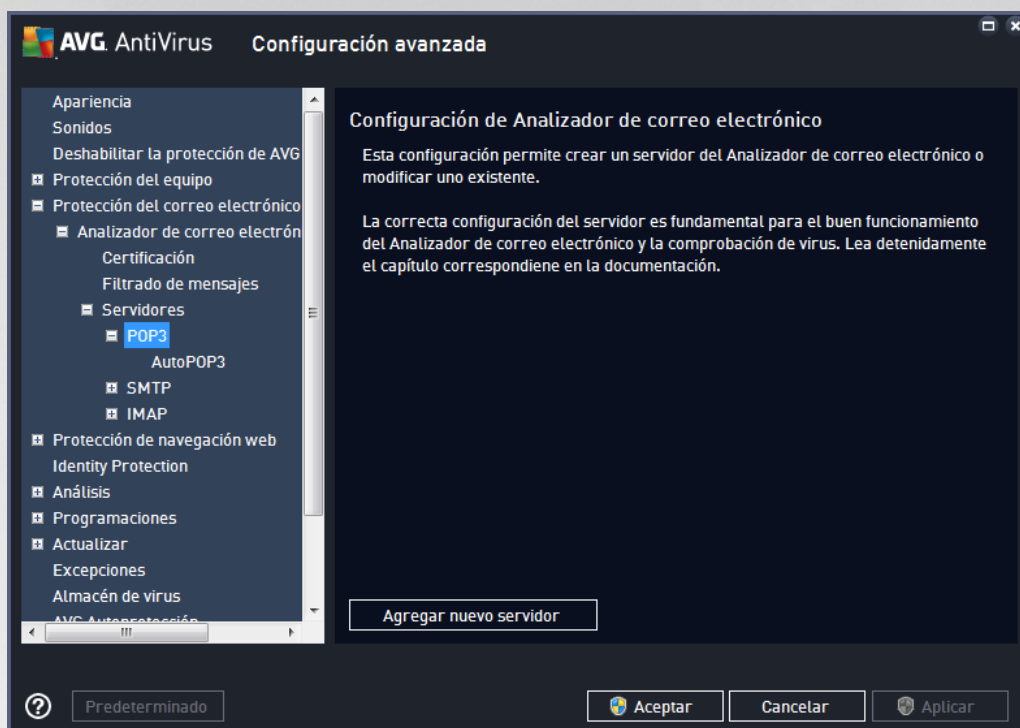 AVG. AntiVirus Configuración avanzada
Apariencia
Sonidos
Deshabilitar la protección de AVG
Protección del equipo
Protección del correo electrónico
Analizador de correo electrón
Certificación
Filtrado de mensajes
Servidores
POP3
AutoPOP3
SMTP
IMAP
Protección de navegación web
Identity Protection
Análisis
Programaciones
Actualizar
Excepciones
Almacén de virus
AVG Autoprotección
Configuración de Analizador de correo electrónico
Esta configuración permite crear un servidor del Analizador de correo electrónico o
modificar uno existente.
La correcta configuración del servidor es fundamental para el buen funcionamiento
del Analizador de correo electrónico y la comprobación de virus. Lea detenidamente
el capítulo correspondiene en la documentación.
Agregar nuevo servidor
? Predeterminado Aceptar Cancelar Aplicar